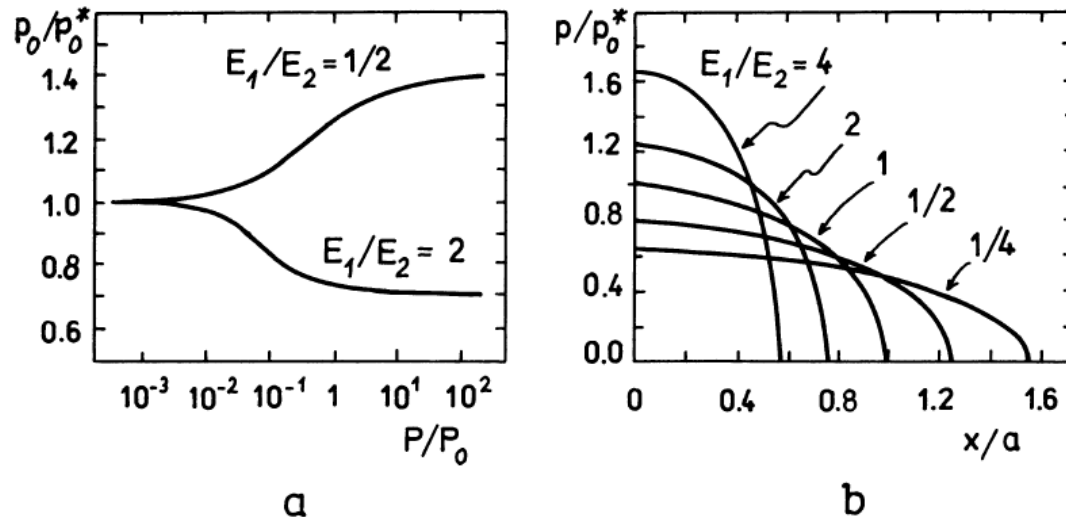 p₀/p₀*
1.4
1.2
1.0
0.8
0.6
E₁/E₂ = 1/2
E₁/E₂ = 2
10⁻³ 10⁻² 10⁻¹ 1 10¹ 10²
P/P₀
a
p/p₀*
1.6
1.2
0.8
0.4
0.0
E₁/E₂ = 4
2
1
1/2
1/4
0 0.4 0.8 1.2 1.6
x/a
b